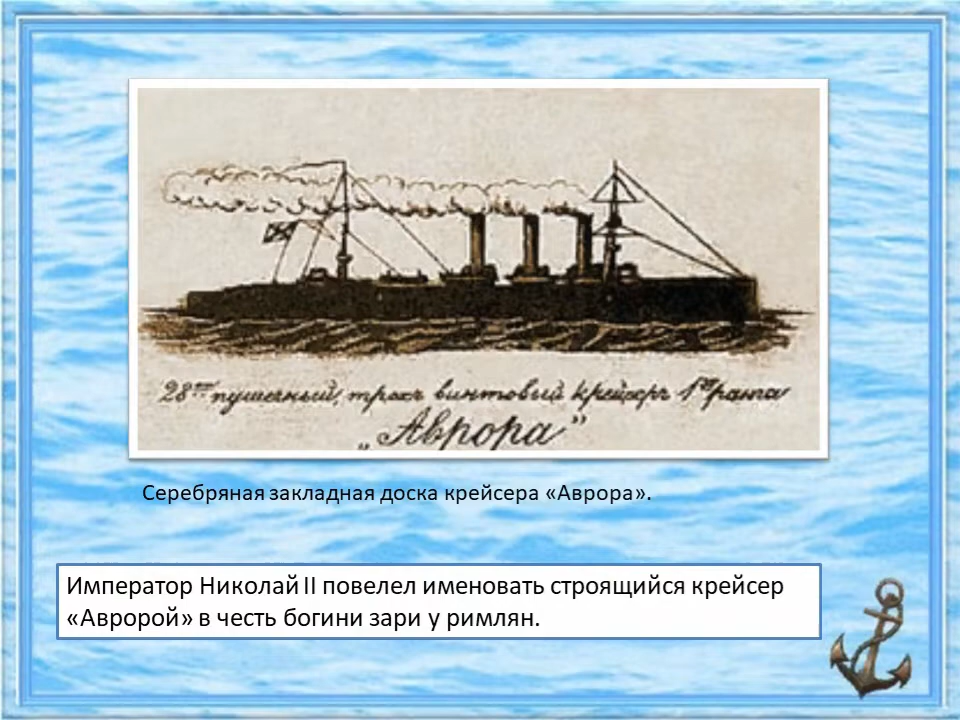 28ми пушечный, трехъ винтовый крейсеръ 1го ранга
„Аврора”
Серебряная закладная доска крейсера «Аврора».
Император Николай II повелел именовать строящийся крейсер
«Авророй» в честь богини зари у римлян.